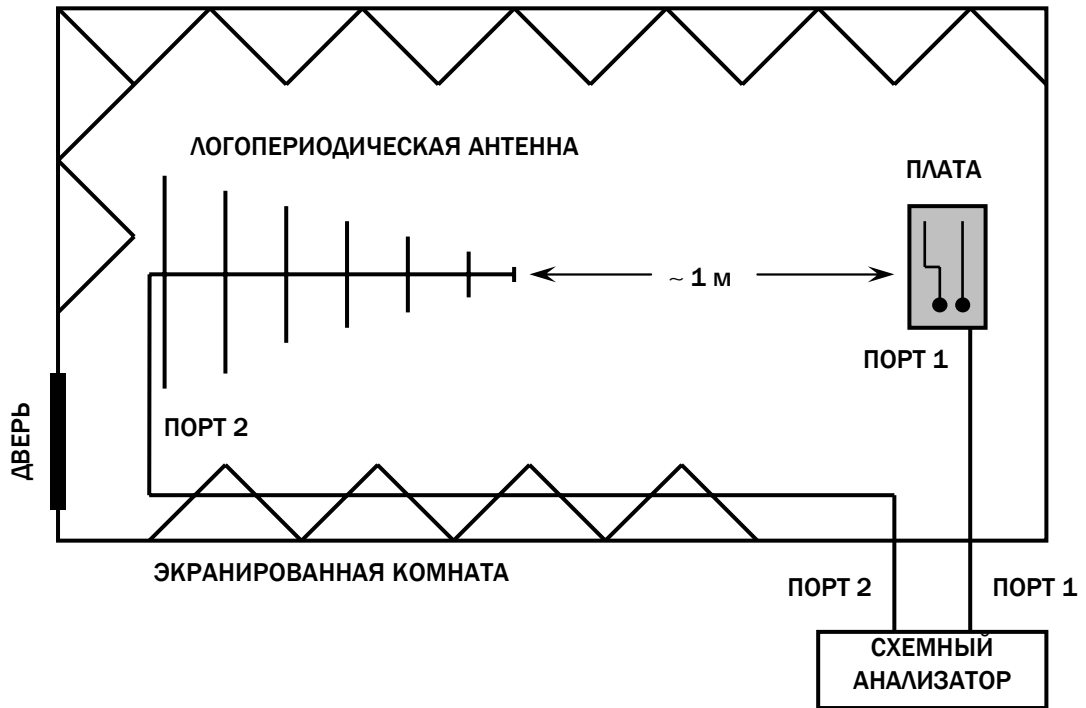 ЛОГОПЕРИОДИЧЕСКАЯ АНТЕННА
ПЛАТА
~ 1 м
ПОРТ 1
ПОРТ 2
ДВЕРЬ
ЭКРАНИРОВАННАЯ КОМНАТА
ПОРТ 2
ПОРТ 1
СХЕМНЫЙ
АНАЛИЗАТОР